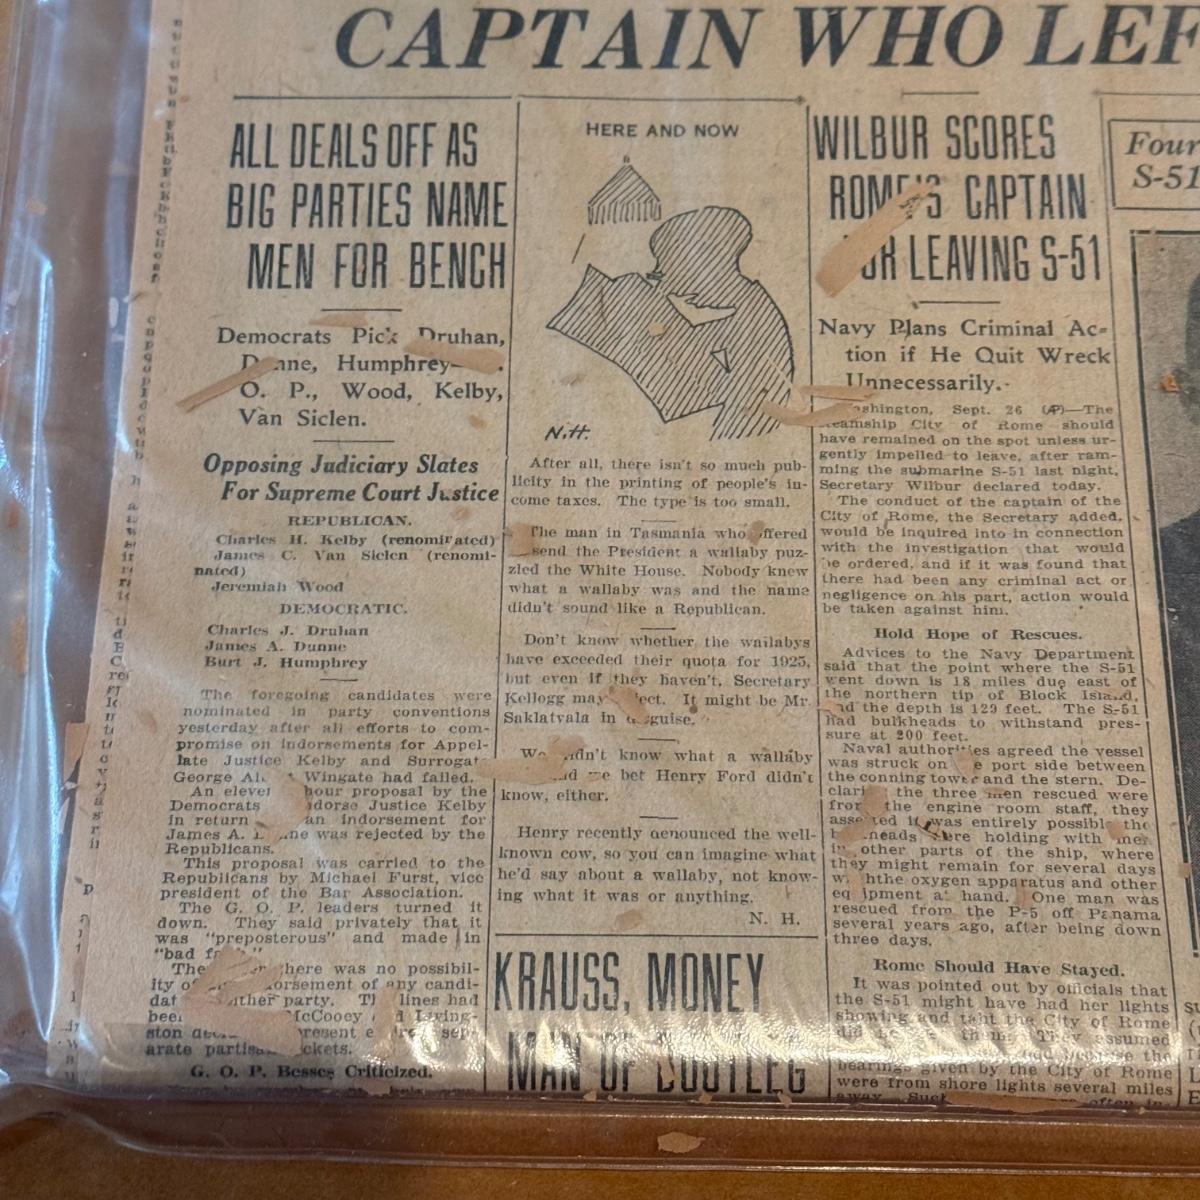 CAPTAIN WHO
ALL DEALS OFF AS
BIG PARTIES NAME
MEN FOR BENCH
Democrats Pick Druhan,
Humphrey—
O. P., Wood, Kelby,
Van Siclen.
Opposing Judiciary Slates
For Supreme Court Justice
REPUBLICAN.
Charles H. Kelby (renominated)
James C. Van Siclen (renomi-
nated)
Jeremiah Wood
DEMOCRATIC.
Charles J. Druhan
James A. Dunne
Burt J. Humphrey
The foregoing candidates were
nominated in party conventions
yesterday after all efforts to com-
promise on indorsements for Appel-
late Justice Kelby and Surrogate
George Wingate had failed.
An hour proposal by the
Democrats Justice Kelby
in return an indorsement for
James A. was rejected by the
Republicans.
This proposal was carried to the
Republicans by Michael Furst, vice
president of the Bar Association.
The G. O. P. leaders turned it
down. They said privately that it
was "preposterous" and made in
"bad
there was no possibil-
ity of any candi-
party. lines had
McCooey Living-
ston
arate
G. O. P. Bosses Criticized.
HERE AND NOW
N.H.
After all, there isn't so much pub-
licity in the printing of people's in-
come taxes. The type is too small.
The man in Tasmania who offered
send the President a wallaby puz-
zled the White House. Nobody knew
what a wallaby was and the name
didn't sound like a Republican.
Don't know whether the wallabys
have exceeded their quota for 1925,
but even if they haven't, Secretary
Kellogg may It might be Mr.
Saklatvala in disguise.
know what a wallaby
we bet Henry Ford didn't
know, either.
Henry recently denounced the well-
known cow, so you can imagine what
he'd say about a wallaby, not know-
ing what it was or anything.
N. H.
KRAUSS, MONEY
MAN OF BOOTLEG
WILBUR SCORES
ROME'S CAPTAIN
FOR LEAVING S-51
Navy Plans Criminal Ac-
tion if He Quit Wreck
Unnecessarily.
Washington, Sept. 26 (AP)—The
steamship City of Rome should
have remained on the spot unless ur-
gently impelled to leave, after ram-
ming the submarine S-51 last night,
Secretary Wilbur declared today.
The conduct of the captain of the
City of Rome, the Secretary added,
would be inquired into in connection
with the investigation that would
be ordered, and if it was found that
there had been any criminal act or
negligence on his part, action would
be taken against him.
Hold Hope of Rescues.
Advices to the Navy Department
said that the point where the S-51
went down is 18 miles due east of
the northern tip of Block Island,
and the depth is 129 feet. The S-51
had bulkheads to withstand pres-
sure at 200 feet.
Naval authorities agreed the vessel
was struck on the port side between
the conning tower and the stern. De-
claring the three men rescued were
from the engine room staff, they
asserted it was entirely possible the
were holding with men
in other parts of the ship, where
they might remain for several days
oxygen apparatus and other
equipment at hand. One man was
rescued from the P-5 off Panama
several years ago, after being down
three days.
Rome Should Have Stayed.
It was pointed out by officials that
the S-51 might have had her lights
showing and taht the City of Rome
did them. They assumed
the
bearings given by the City of Rome
were from shore lights several miles
away.
Four
S-51